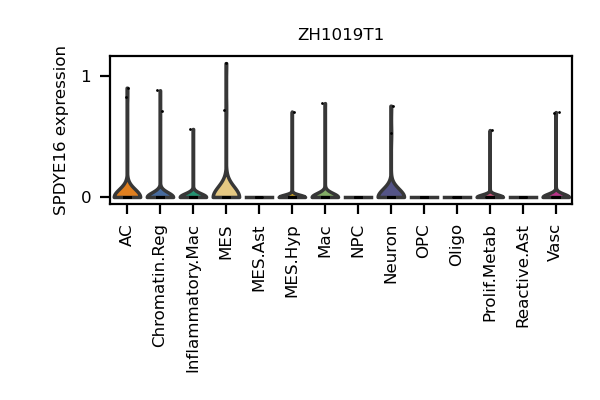 ZH1019T1
SPDYE16 expression
1
0
AC
Chromatin.Reg
Inflammatory.Mac
MES
MES.Ast
MES.Hyp
Mac
NPC
Neuron
OPC
Oligo
Prolif.Metab
Reactive.Ast
Vasc